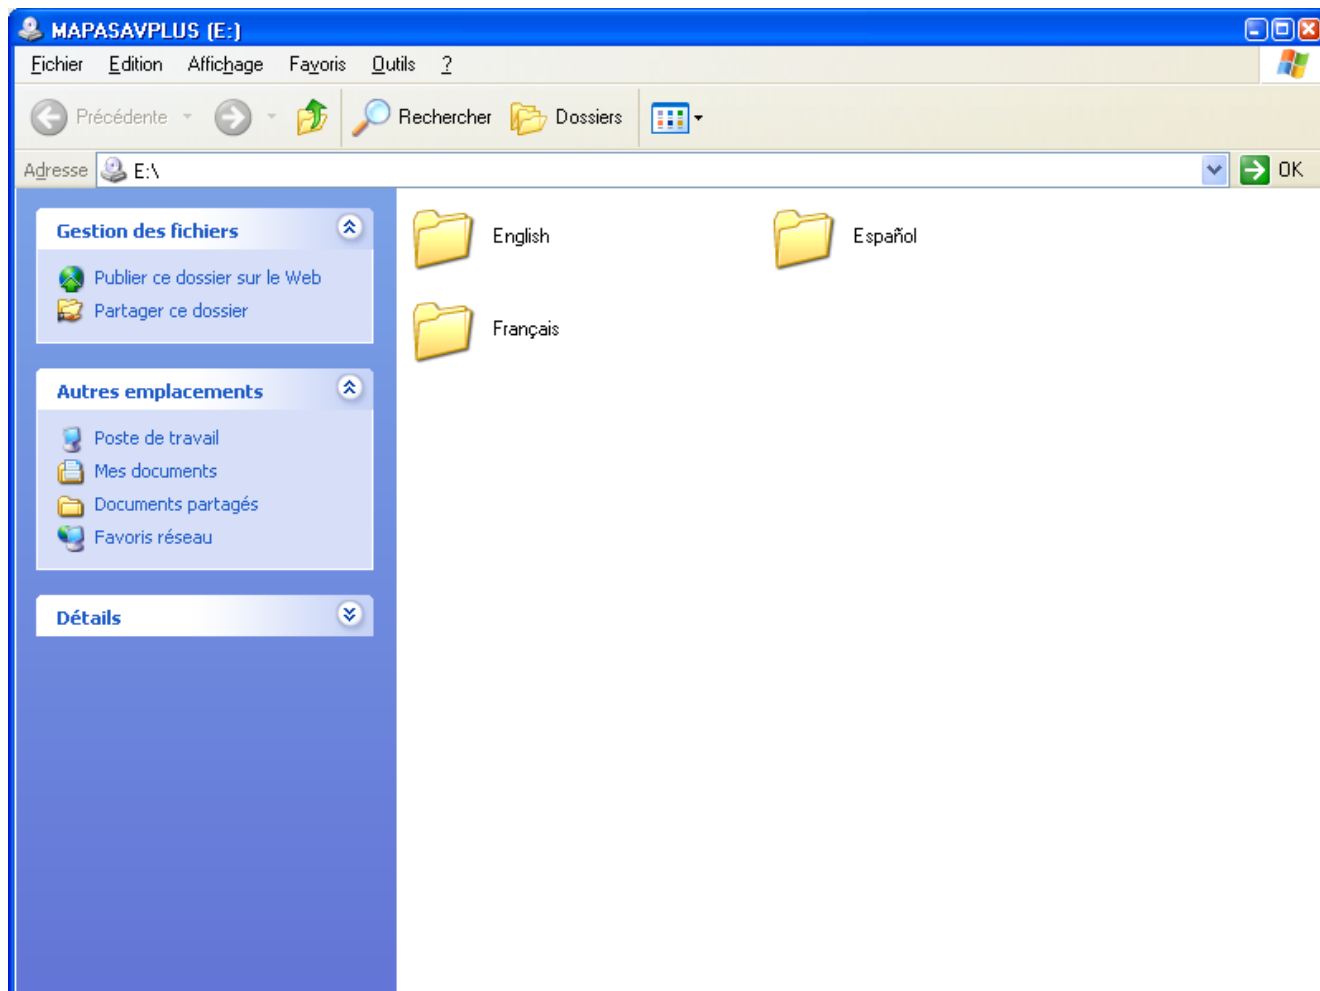 MAPASAVPLUS (E:)
Fichier Edition Affichage Favoris Outils ?
Précédente Rechercher Dossiers
Adresse E:\ OK
Gestion des fichiers
Publier ce dossier sur le Web
Partager ce dossier
Autres emplacements
Poste de travail
Mes documents
Documents partagés
Favoris réseau
Détails
English Español
Français